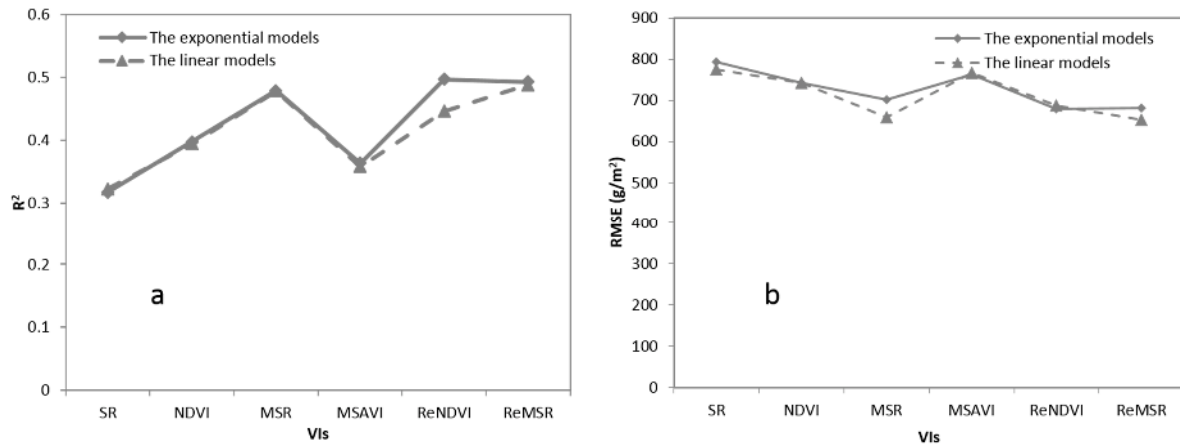 0.6
0.5
0.4
0.3
0.2
0.1
0
R²
The exponential models
The linear models
a
SR NDVI MSR MSAVI ReNDVI ReMSR
VIs
900
800
700
600
500
400
300
200
100
0
RMSE (g/m²)
The exponential models
The linear models
b
SR NDVI MSR MSAVI ReNDVI ReMSR
VIs